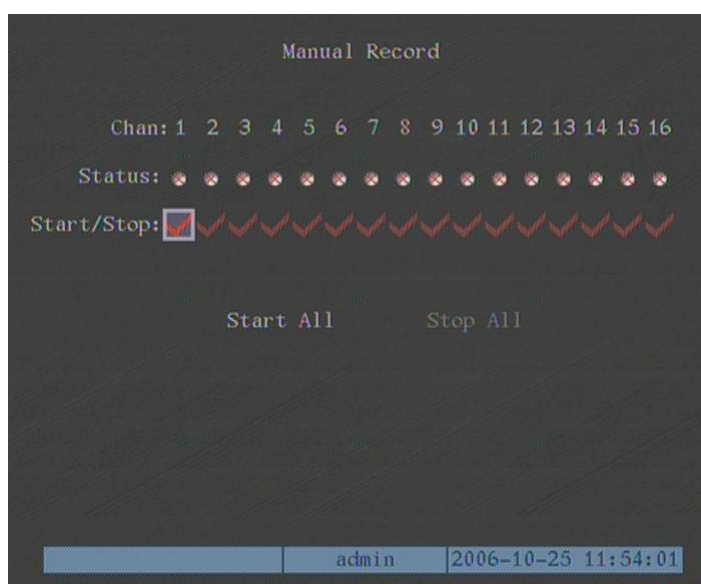 Manual Record
Chan: 1 2 3 4 5 6 7 8 9 10 11 12 13 14 15 16
Status:
Start/Stop:
Start All Stop All
admin 2006-10-25 11:54:01